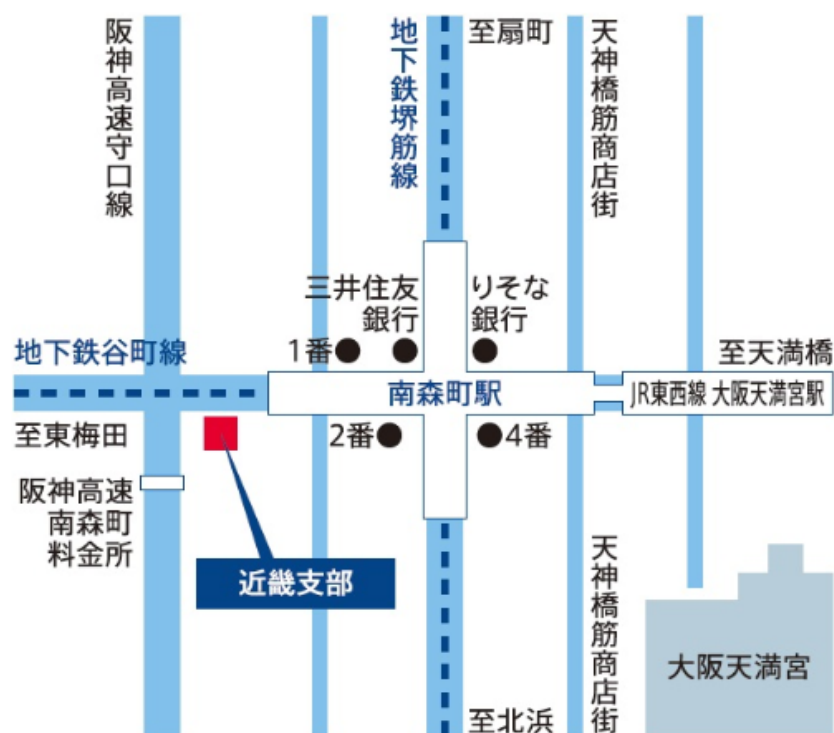 阪神高速守口線
地下鉄堺筋線
至扇町
天神橋筋商店街
三井住友
銀行
りそな
銀行
1番
地下鉄谷町線
至天満橋
南森町駅
JR東西線 大阪天満宮駅
至東梅田
2番
4番
阪神高速
南森町
料金所
近畿支部
天神橋筋商店街
大阪天満宮
至北浜